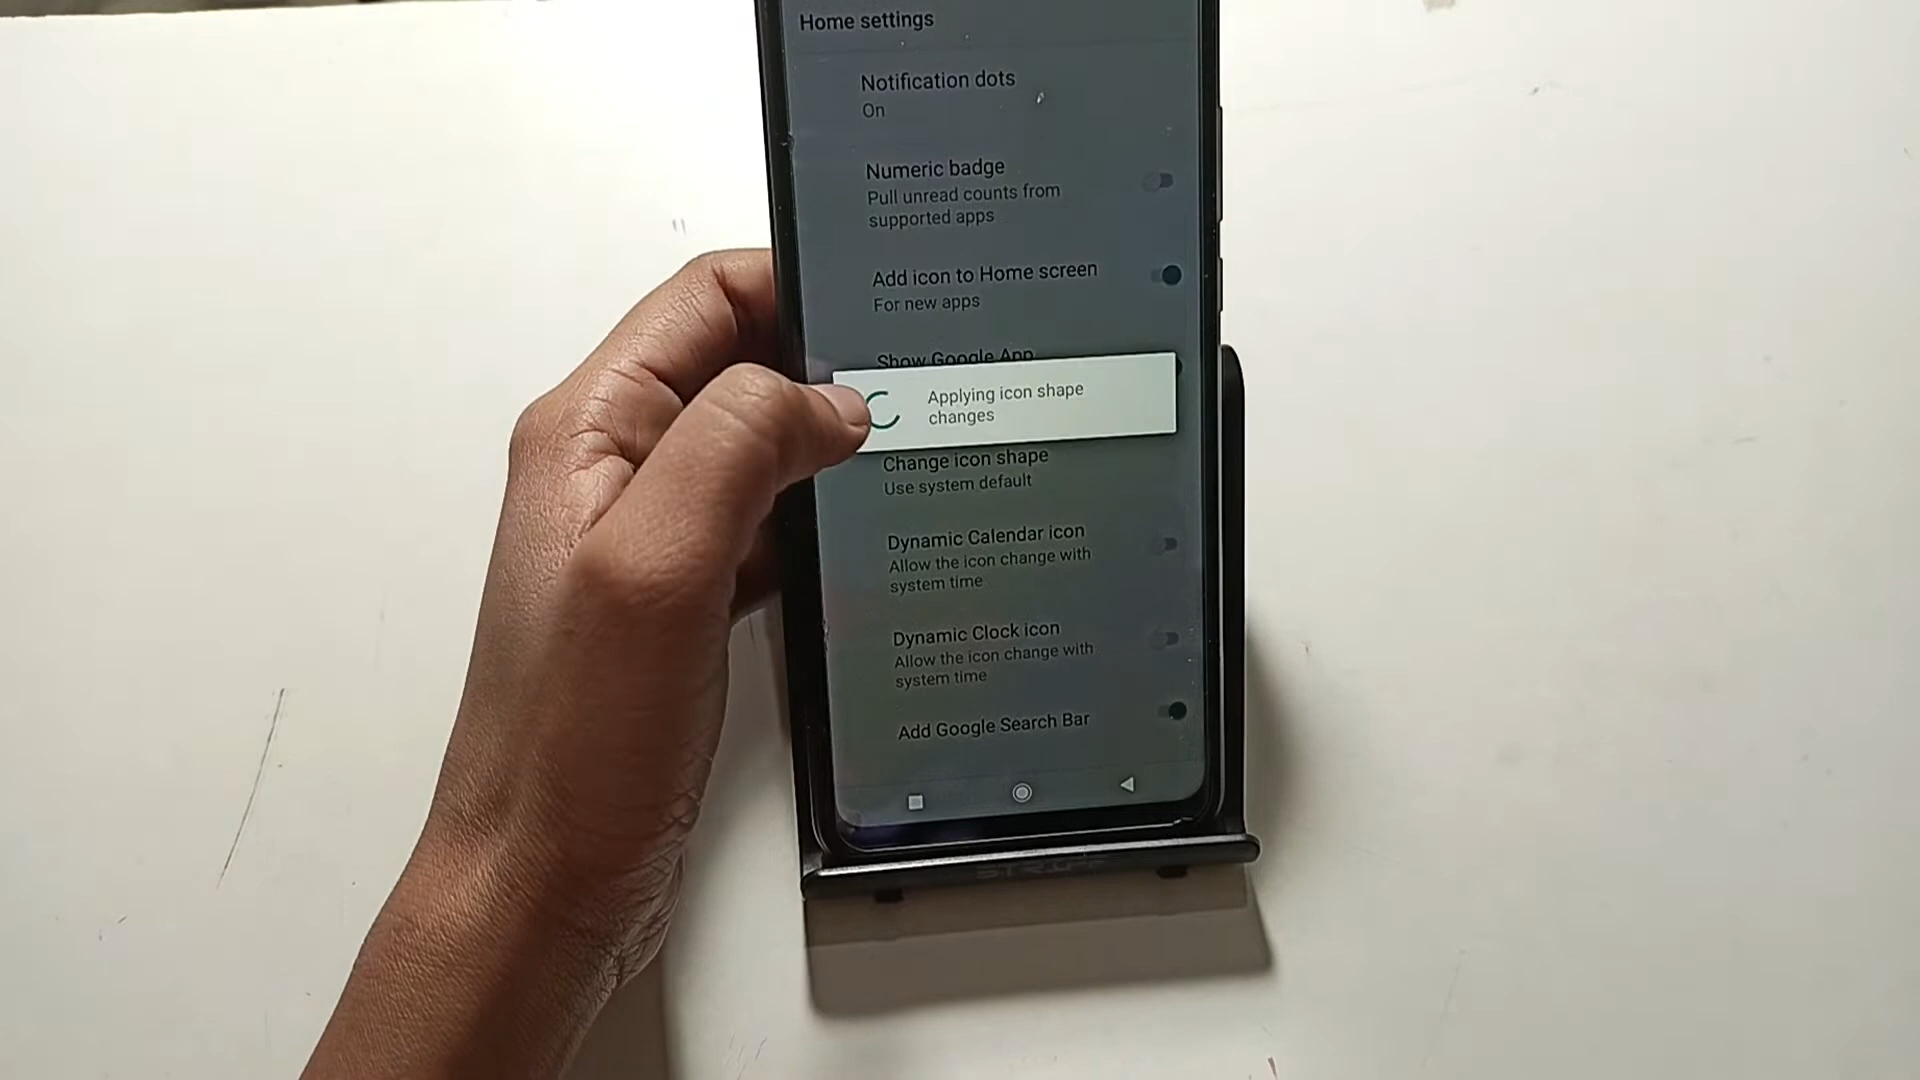 Home settings
Notification dots
On
Numeric badge
Pull unread counts from
supported apps
Add icon to Home screen
For new apps
Show Google App
Applying icon shape
changes
Change icon shape
Use system default
Dynamic Calendar icon
Allow the icon change with
system time
Dynamic Clock icon
Allow the icon change with
system time
Add Google Search Bar